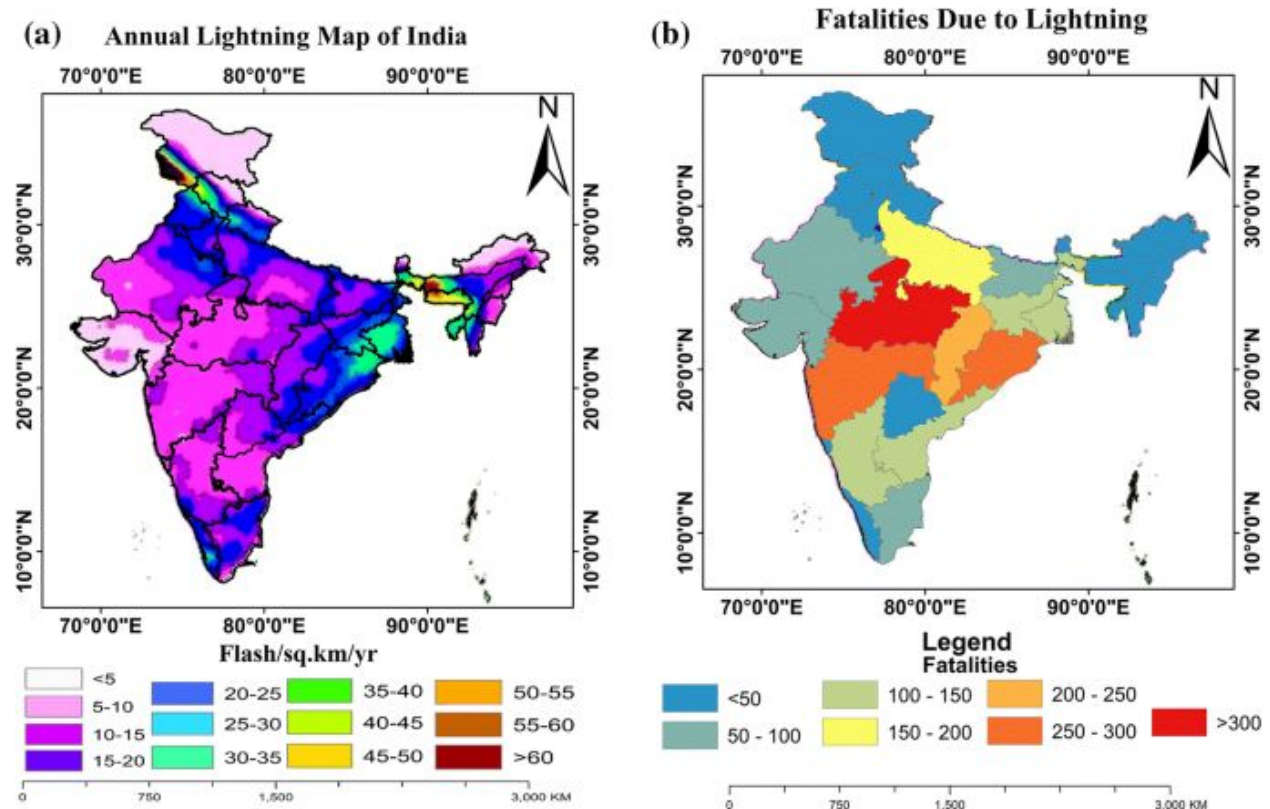 (a) Annual Lightning Map of India
70°0'0"E 80°0'0"E 90°0'0"E
N
30°0'0"N 30°0'0"N
20°0'0"N 20°0'0"N
10°0'0"N 10°0'0"N
70°0'0"E 80°0'0"E 90°0'0"E
Flash/sq.km/yr
<5 20-25 35-40 50-55
5-10 25-30 40-45 55-60
10-15 30-35 45-50 >60
15-20
0 750 1,500 3,000 KM
(b) Fatalities Due to Lightning
70°0'0"E 80°0'0"E 90°0'0"E
N
30°0'0"N 30°0'0"N
20°0'0"N 20°0'0"N
10°0'0"N 10°0'0"N
70°0'0"E 80°0'0"E 90°0'0"E
Legend
Fatalities
<50 100 - 150 200 - 250 >300
50 - 100 150 - 200 250 - 300
0 750 1,500 3,000 KM